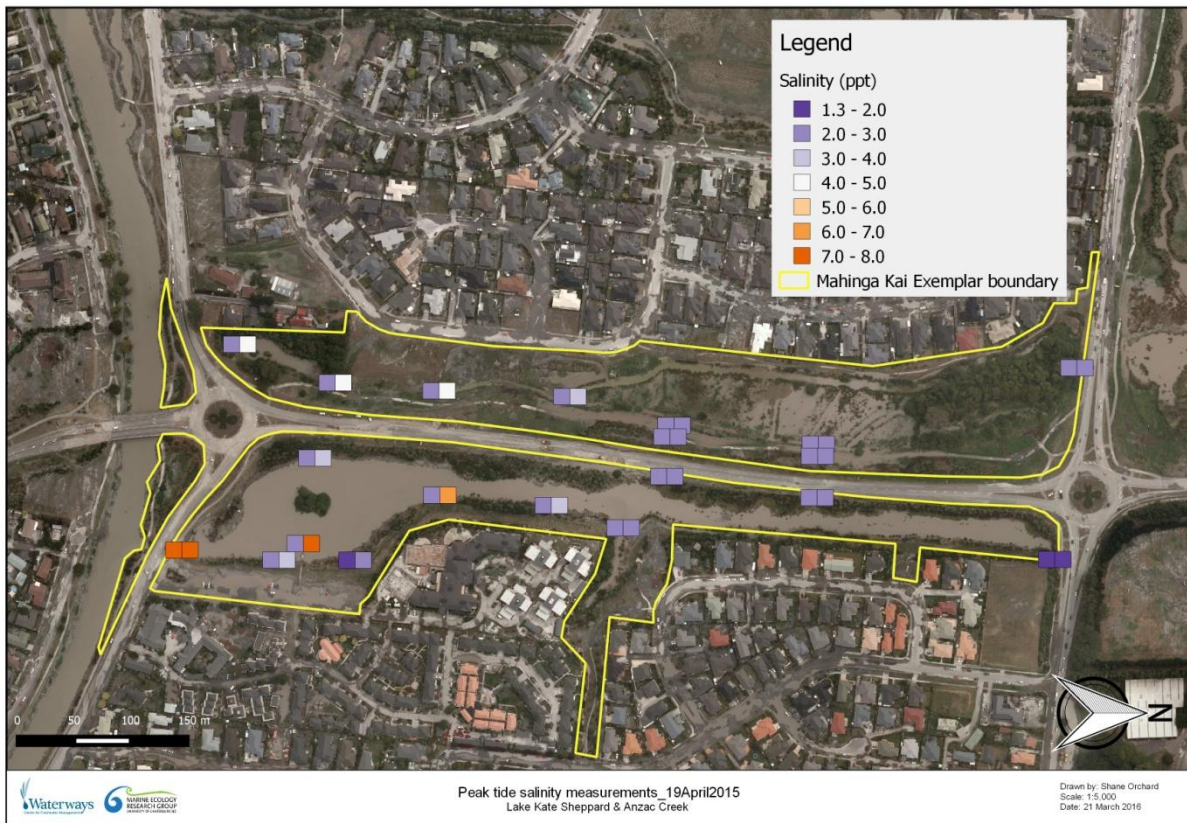 Legend
Salinity (ppt)
1.3 - 2.0
2.0 - 3.0
3.0 - 4.0
4.0 - 5.0
5.0 - 6.0
6.0 - 7.0
7.0 - 8.0
Mahinga Kai Exemplar boundary
0 50 100 150 m
N
Waterways
MARINE ECOLOGY
RESEARCH GROUP
Peak tide salinity measurements_19April2015
Lake Kate Sheppard & Anzac Creek
Drawn by: Shane Orchard
Scale: 1:5,000
Date: 21 March 2016